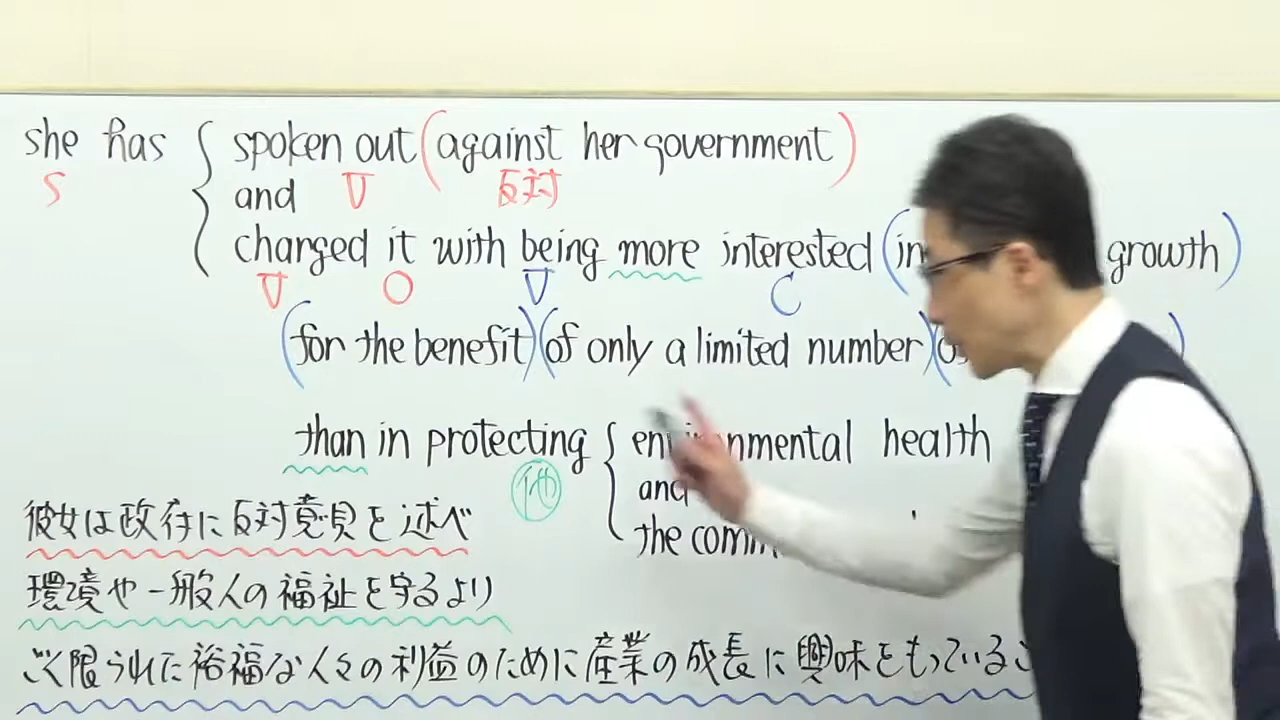 she has spoken out (against her government)
S V 反対
and
changed it with being more interested (in growth)
V O V C
(for the benefit)(of only a limited number)
than in protecting environmental health
他
and
the
彼女は政府に反対意見を述べ
環境や一般人の福祉を守るより
ごく限られた裕福な人々の利益のために産業の成長に興味をもっている